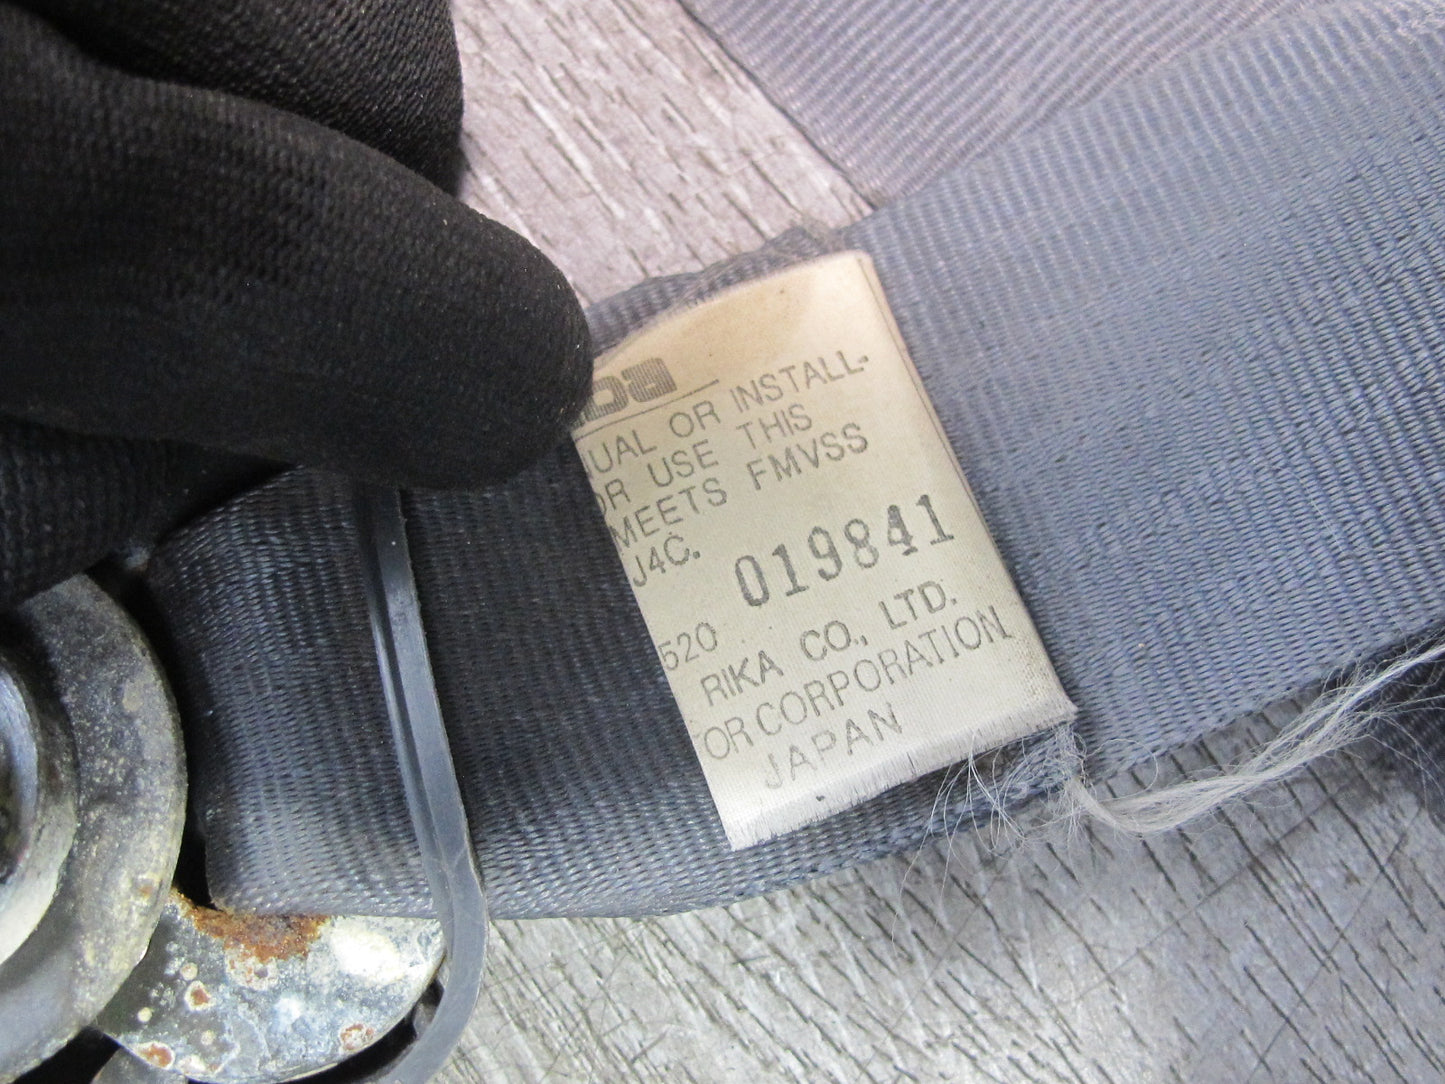 UAL OR INSTALL-
OR USE THIS
MEETS FMVSS
J4C.
019841
520
RIKA CO., LTD.
OR CORPORATION
JAPAN